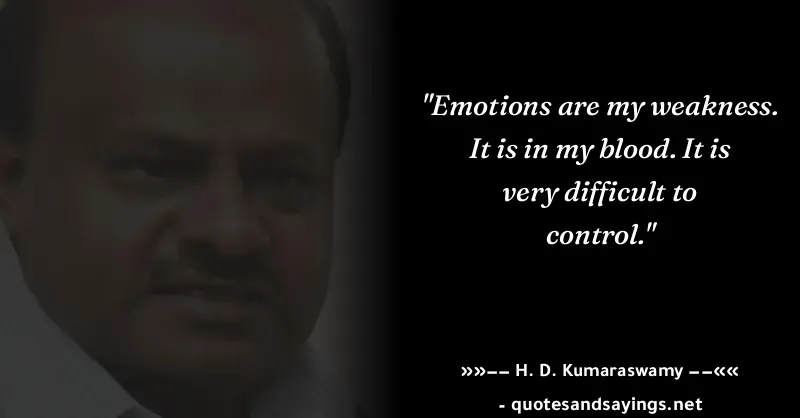 "Emotions are my weakness.
It is in my blood. It is
very difficult to
control."
»»−− H. D. Kumaraswamy −−««
- quotesandsayings.net